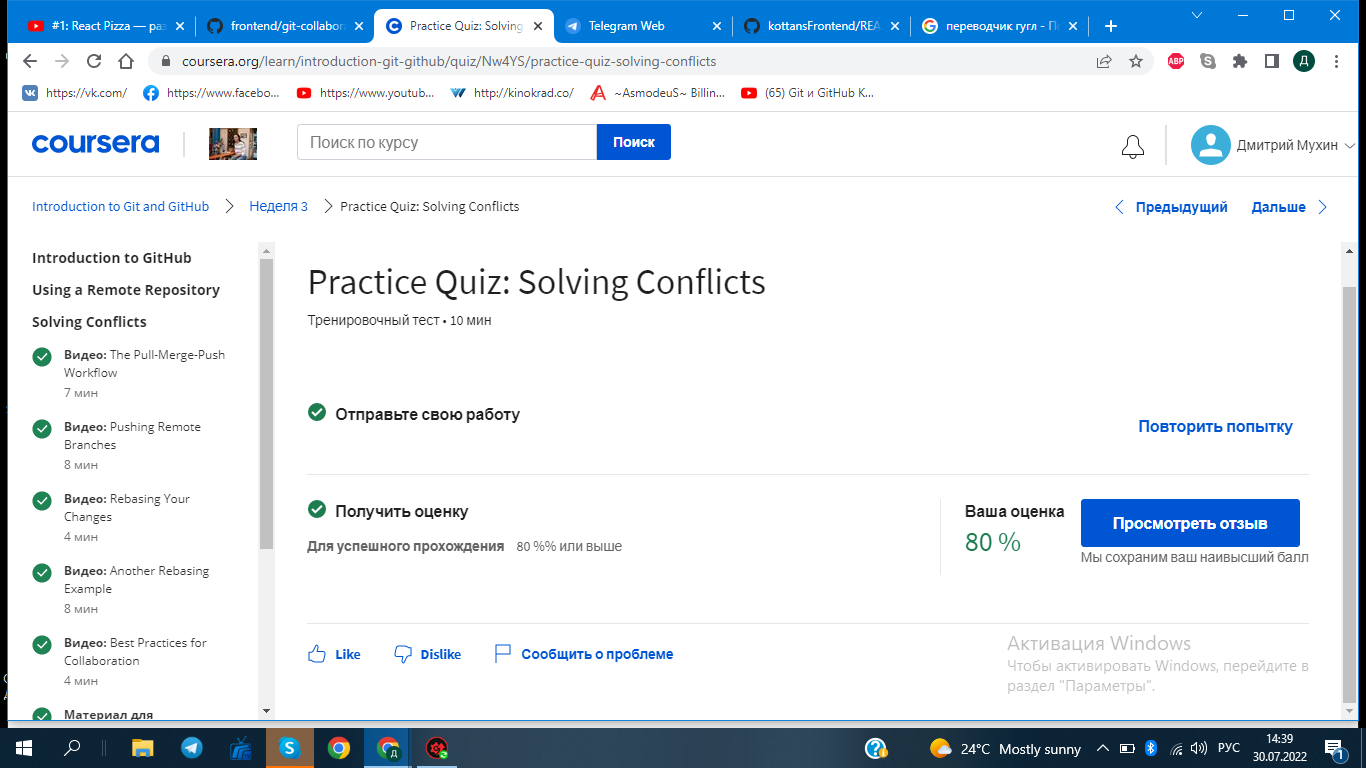 #1: React Pizza — раз
frontend/git-collabora
Practice Quiz: Solving
Telegram Web
kottansFrontend/REA
переводчик гугл - По
coursera.org/learn/introduction-git-github/quiz/Nw4YS/practice-quiz-solving-conflicts
ABP
Д
https://vk.com/
https://www.facebo...
https://www.youtub...
http://kinokrad.co/
~AsmodeuS~ Billin...
(65) Git и GitHub K...
coursera
Поиск по курсу
Поиск
Дмитрий Мухин
Introduction to Git and GitHub
Неделя 3
Practice Quiz: Solving Conflicts
Предыдущий
Дальше
Introduction to GitHub
Using a Remote Repository
Solving Conflicts
Видео: The Pull-Merge-Push
Workflow
7 мин
Видео: Pushing Remote
Branches
8 мин
Видео: Rebasing Your
Changes
4 мин
Видео: Another Rebasing
Example
8 мин
Видео: Best Practices for
Collaboration
4 мин
Материал для
Practice Quiz: Solving Conflicts
Тренировочный тест • 10 мин
Отправьте свою работу
Повторить попытку
Получить оценку
Для успешного прохождения 80 %% или выше
Ваша оценка
80 %
Просмотреть отзыв
Мы сохраним ваш наивысший балл
Like
Dislike
Сообщить о проблеме
Активация Windows
Чтобы активировать Windows, перейдите в
раздел "Параметры".
24°C Mostly sunny
РУС
14:39
30.07.2022
1